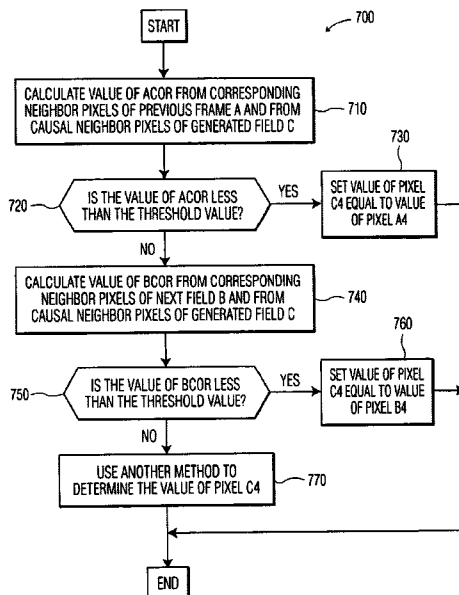 700
START
CALCULATE VALUE OF ACOR FROM CORRESPONDING
NEIGHBOR PIXELS OF PREVIOUS FRAME A AND FROM
CAUSAL NEIGHBOR PIXELS OF GENERATED FIELD C
710
720
IS THE VALUE OF ACOR LESS
THAN THE THRESHOLD VALUE?
YES
730
SET VALUE OF PIXEL
C4 EQUAL TO VALUE
OF PIXEL A4
NO
CALCULATE VALUE OF BCOR FROM CORRESPONDING
NEIGHBOR PIXELS OF NEXT FIELD B AND FROM
CAUSAL NEIGHBOR PIXELS OF GENERATED FIELD C
740
750
IS THE VALUE OF BCOR LESS
THAN THE THRESHOLD VALUE?
YES
760
SET VALUE OF PIXEL
C4 EQUAL TO VALUE
OF PIXEL B4
NO
USE ANOTHER METHOD TO
DETERMINE THE VALUE OF PIXEL C4
770
END